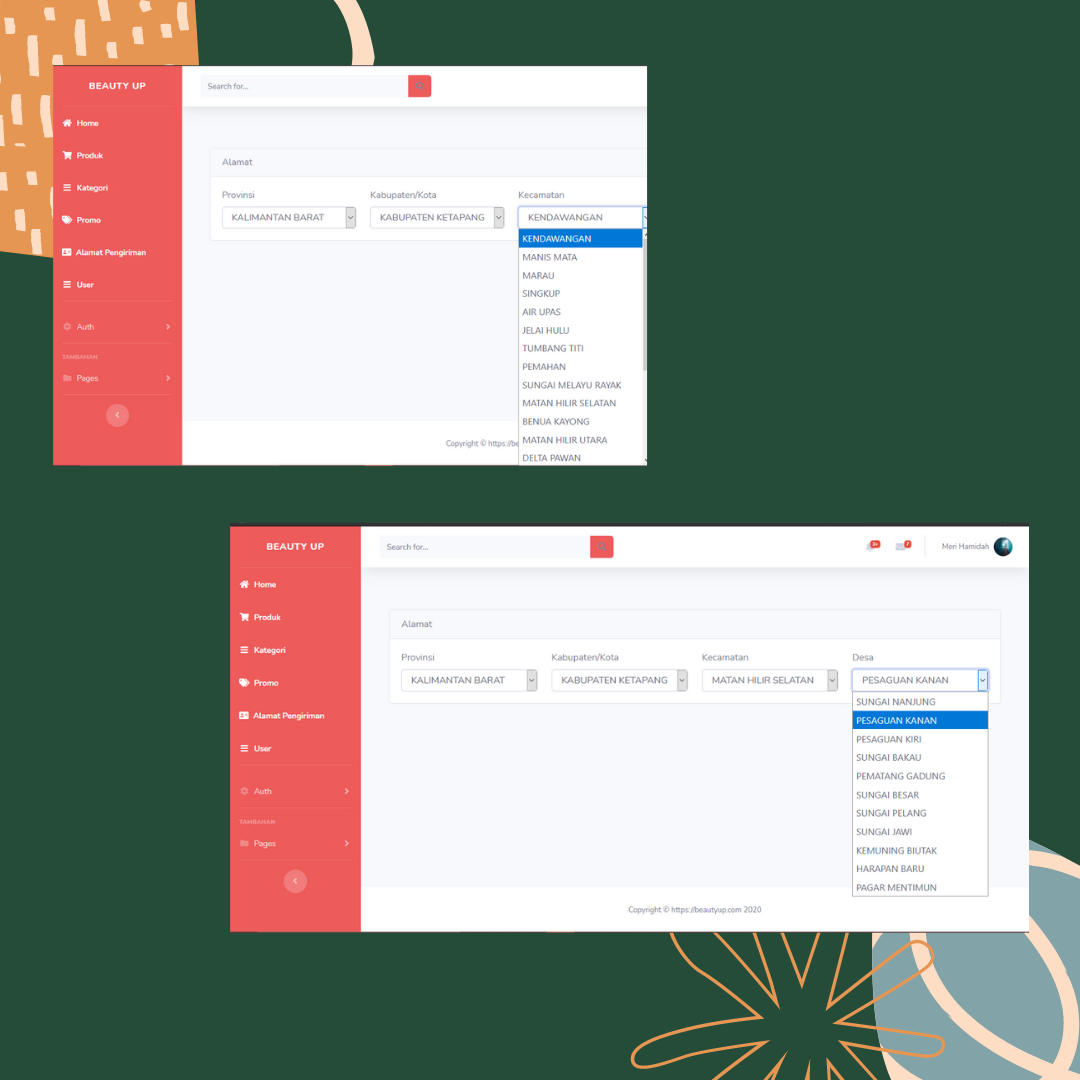 BEAUTY UP
Search for...
Home
Produk
Kategori
Promo
Alamat Pengiriman
User
Auth
TAMBAHAN
Pages
Alamat
Provinsi Kabupaten/Kota Kecamatan
KALIMANTAN BARAT KABUPATEN KETAPANG KENDAWANGAN
KENDAWANGAN
MANIS MATA
MARAU
SINGKUP
AIR UPAS
JELAI HULU
TUMBANG TITI
PEMAHAN
SUNGAI MELAYU RAYAK
MATAN HILIR SELATAN
BENUA KAYONG
MATAN HILIR UTARA
DELTA PAWAN
Copyright © https://be
BEAUTY UP
Search for...
3+
7
Meri Hamidah
Home
Produk
Kategori
Promo
Alamat Pengiriman
User
Auth
TAMBAHAN
Pages
Alamat
Provinsi Kabupaten/Kota Kecamatan Desa
KALIMANTAN BARAT KABUPATEN KETAPANG MATAN HILIR SELATAN PESAGUAN KANAN
SUNGAI NANJUNG
PESAGUAN KANAN
PESAGUAN KIRI
SUNGAI BAKAU
PEMATANG GADUNG
SUNGAI BESAR
SUNGAI PELANG
SUNGAI JAWI
KEMUNING BIUTAK
HARAPAN BARU
PAGAR MENTIMUN
Copyright © https://beautyup.com 2020